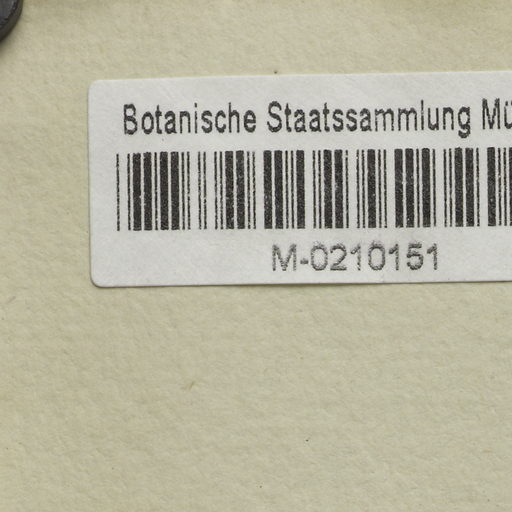 Botanische Staatssammlung Mü
M-0210151